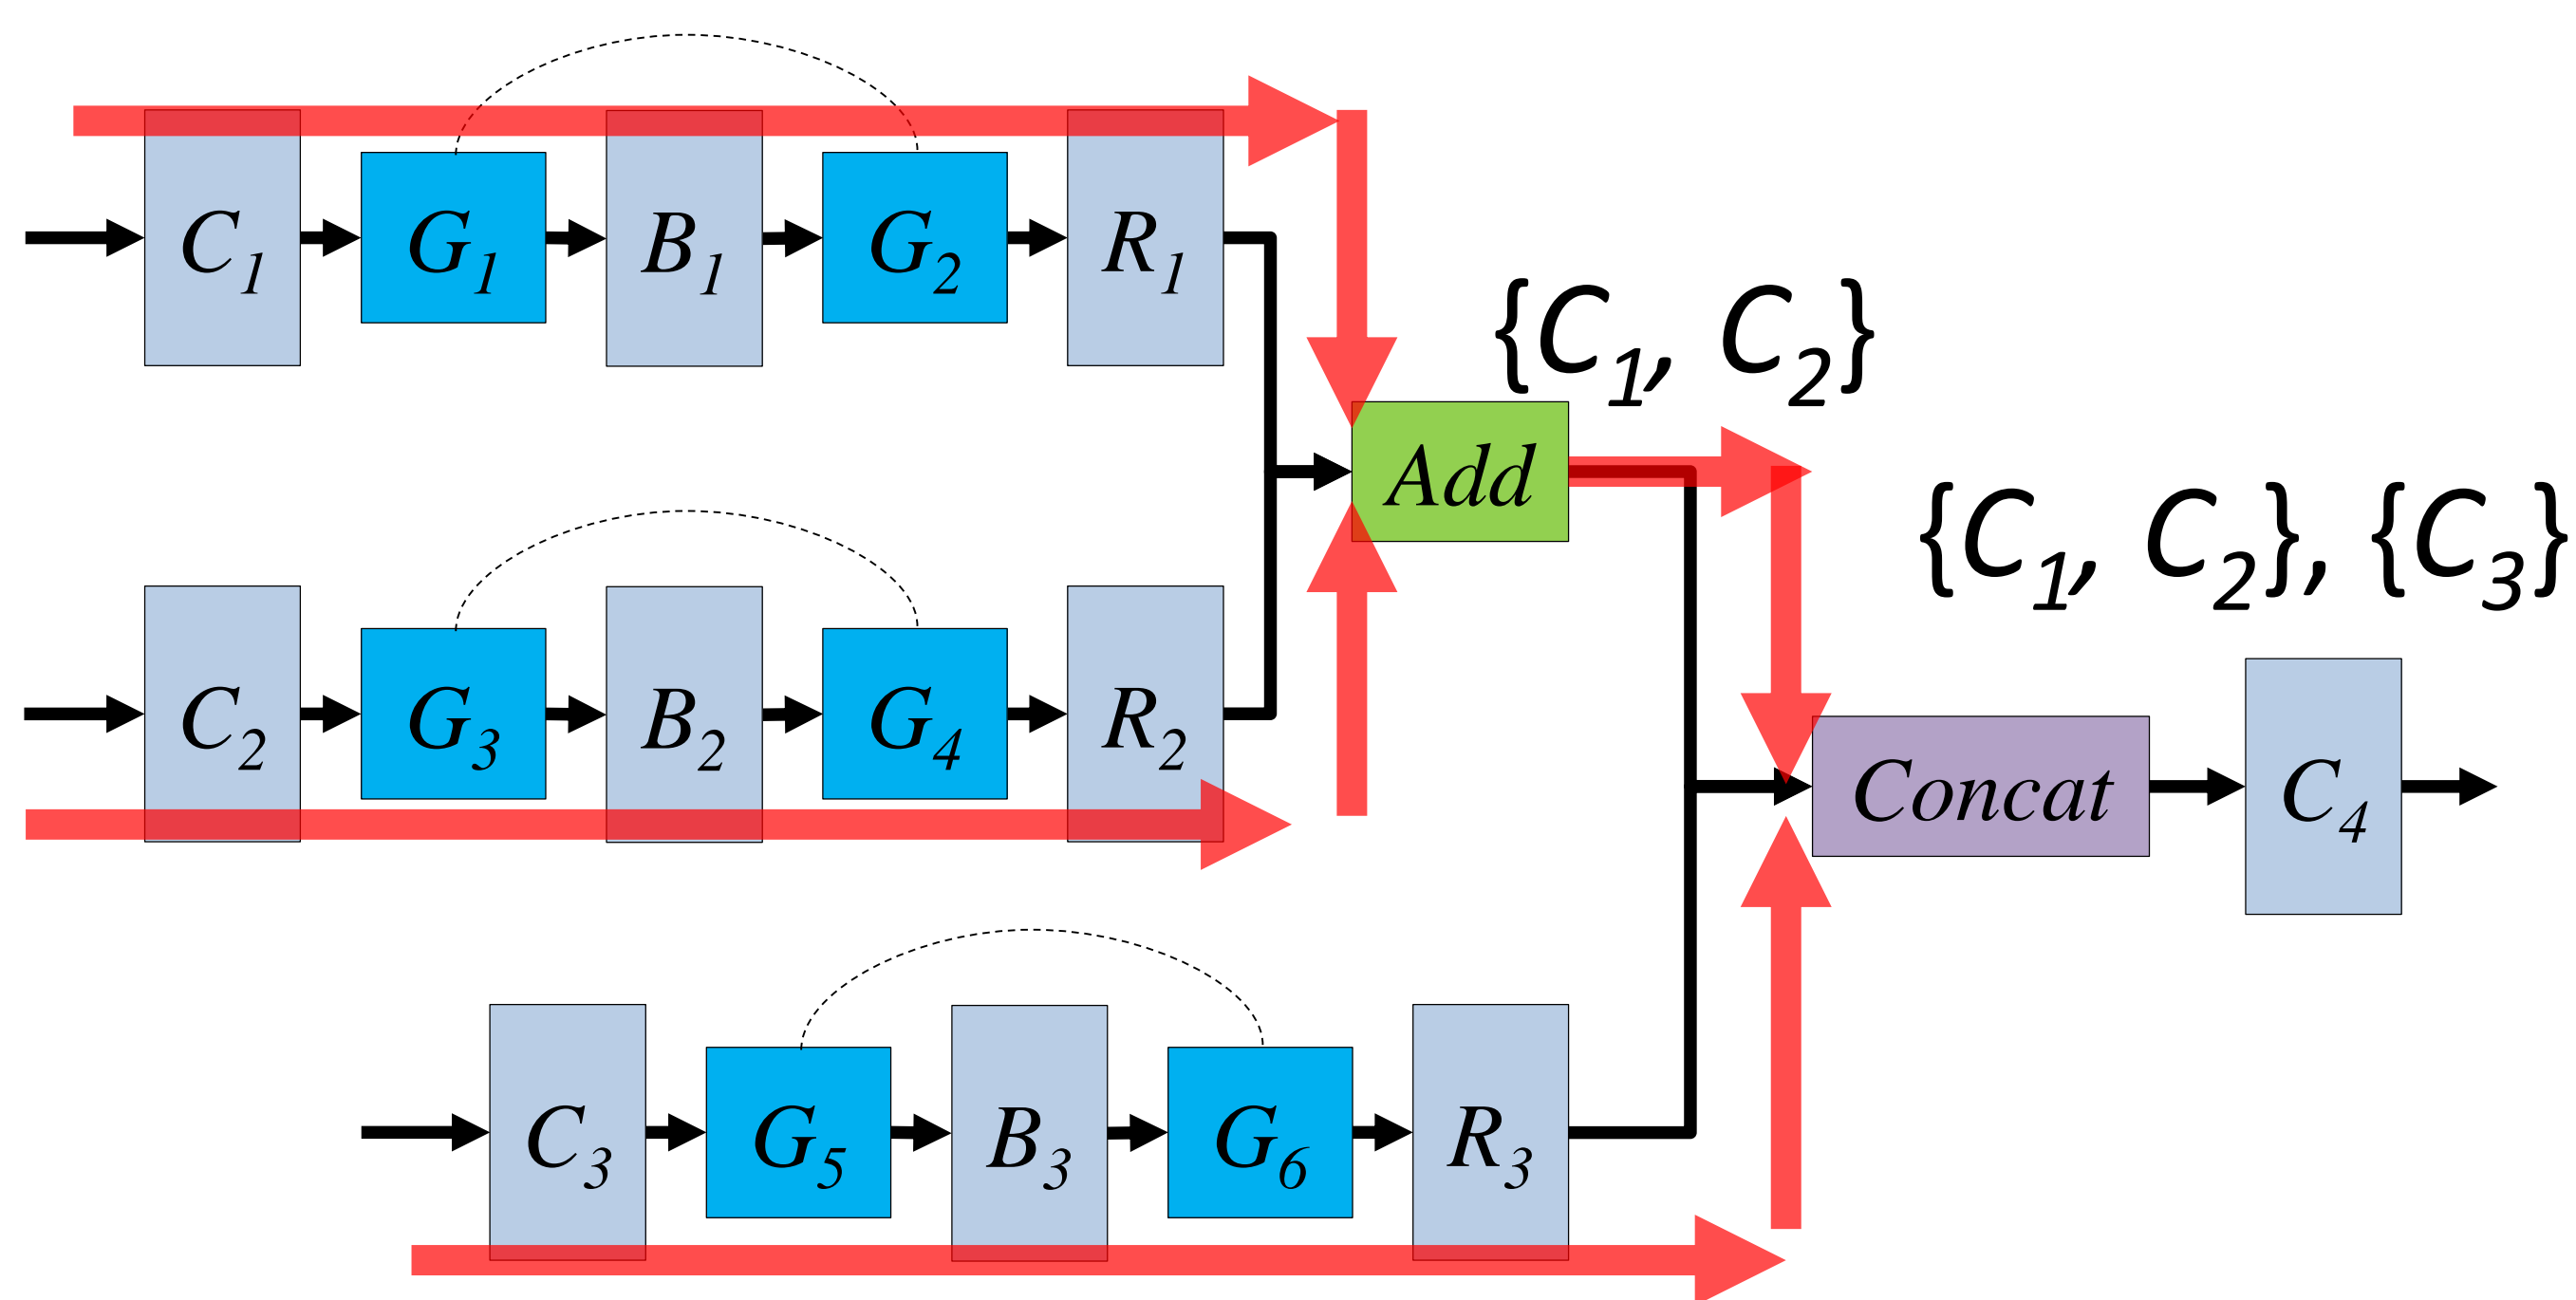 C1 G1 B1 G2 R1
{C1, C2}
Add
{C1, C2}, {C3}
C2 G3 B2 G4 R2
Concat C4
C3 G5 B3 G6 R3